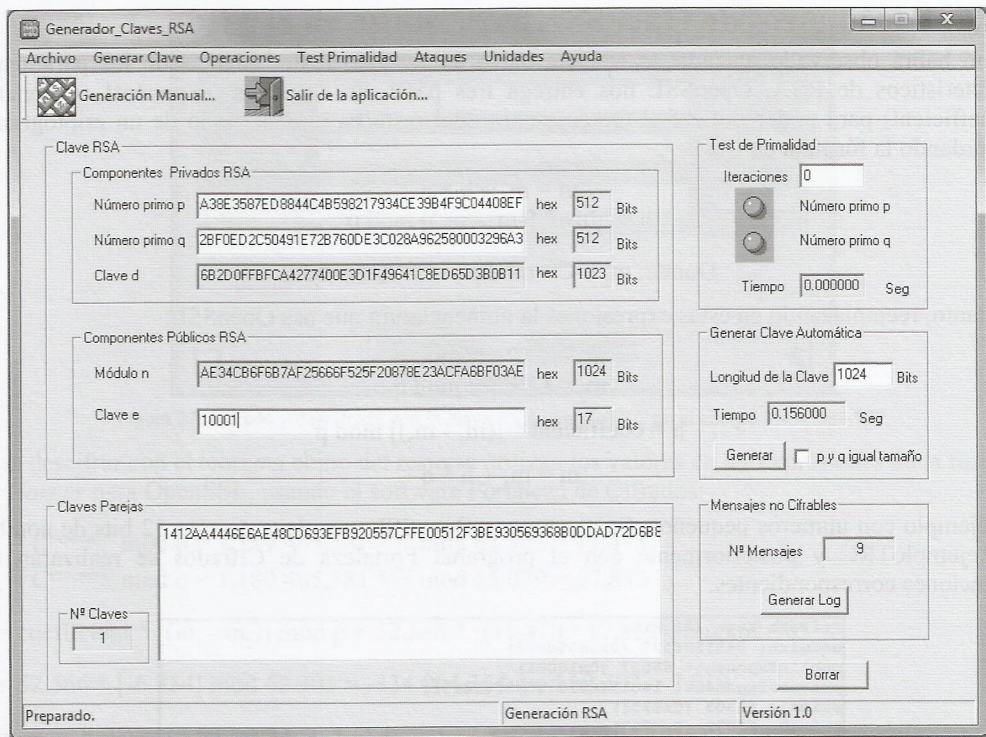 Generador_Claves_RSA
Archivo Generar Clave Operaciones Test Primalidad Ataques Unidades Ayuda
Generación Manual... Salir de la aplicación...
Clave RSA
Componentes Privados RSA
Número primo p A38E3587ED8844C4B598217934CE39B4F9C04408EF hex 512 Bits
Número primo q 2BF0ED2C50491E72B760DE3C028A962580003296A3 hex 512 Bits
Clave d 6B2D0FFBFCA4277400E3D1F49641C8ED65D3B0B11 hex 1023 Bits
Componentes Públicos RSA
Módulo n AE34CB6F6B7AF25666F525F20878E23ACFA6BF03AE hex 1024 Bits
Clave e 10001 hex 17 Bits
Claves Parejas
1412AA4446E6AE48CD693EFB920557CFFE00512F3BE930569368B0DDAD72D6BE
Nº Claves
1
Test de Primalidad
Iteraciones 0
Número primo p
Número primo q
Tiempo 0.000000 Seg
Generar Clave Automática
Longitud de la Clave 1024 Bits
Tiempo 0.156000 Seg
Generar p y q igual tamaño
Mensajes no Cifrables
Nº Mensajes 9
Generar Log
Borrar
Preparado. Generación RSA Versión 1.0